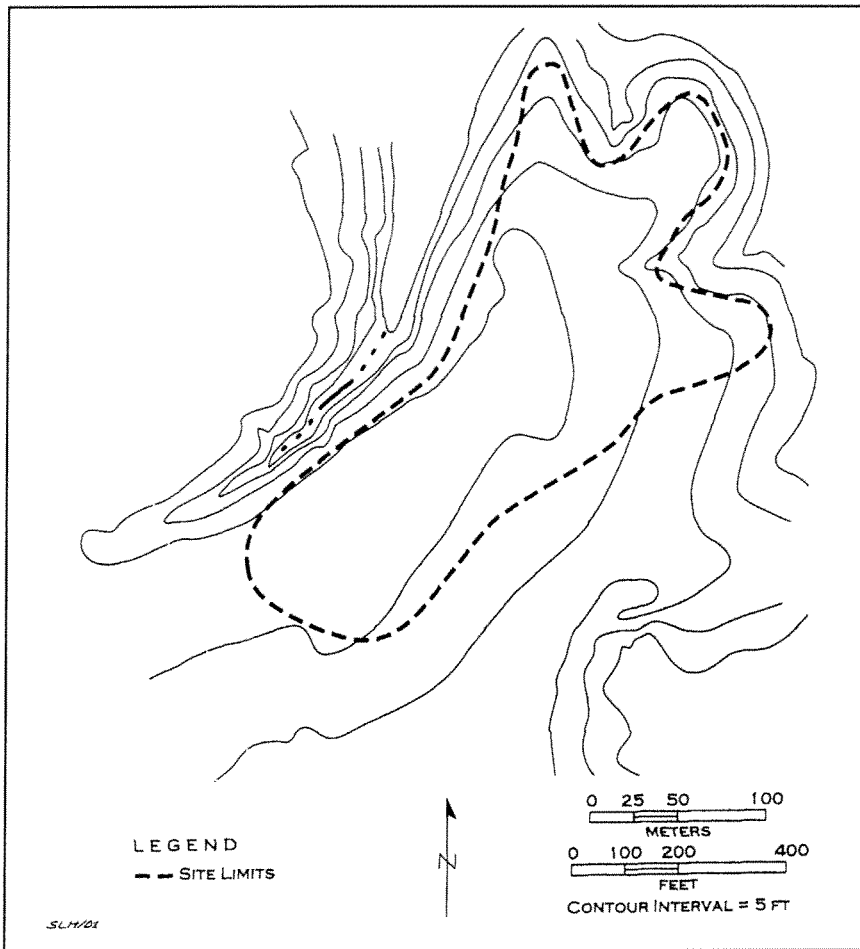 LEGEND
SITE LIMITS
SLH/01
N
0 25 50 100
METERS
0 100 200 400
FEET
CONTOUR INTERVAL = 5 FT